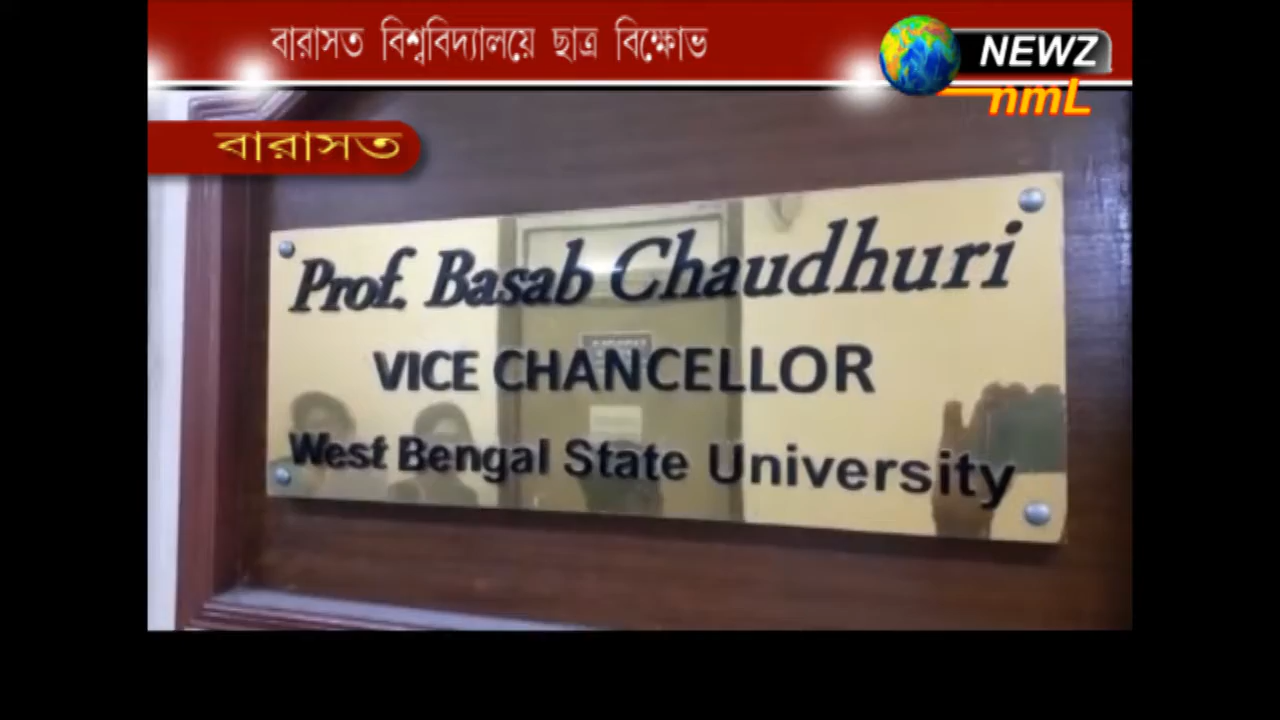 বারাসত বিশ্ববিদ্যালয়ে ছাত্র বিক্ষোভ
NEWZ
nmL
বারাসত
Prof. Basab Chaudhuri
VICE CHANCELLOR
West Bengal State University